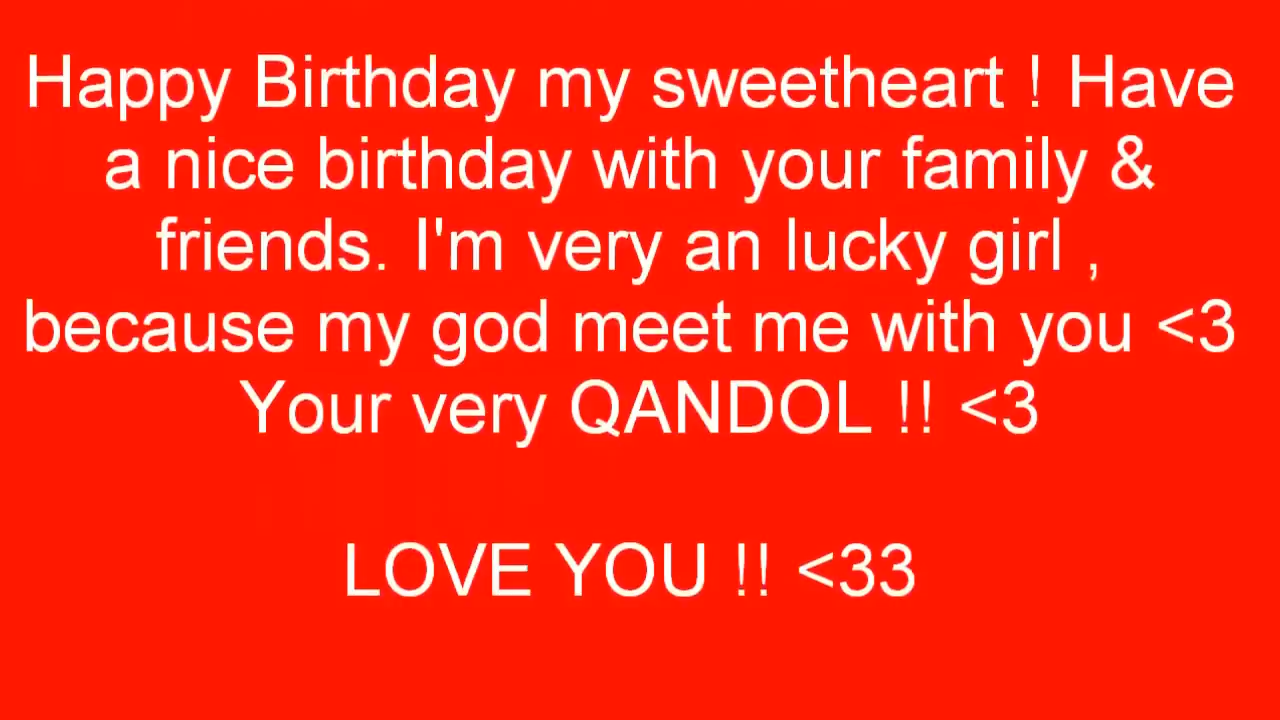 Happy Birthday my sweetheart ! Have
a nice birthday with your family &
friends. I'm very an lucky girl ,
because my god meet me with you <3
Your very QANDOL !! <3
LOVE YOU !! <33